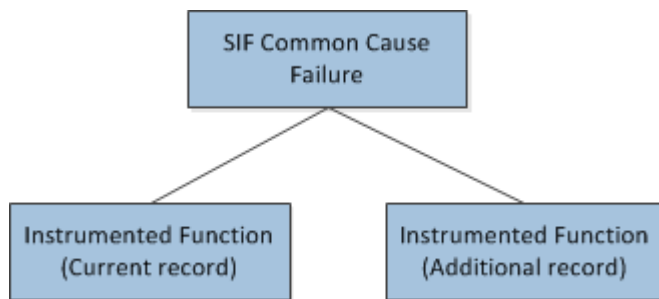 SIF Common Cause
Failure
Instrumented Function
(Current record)
Instrumented Function
(Additional record)